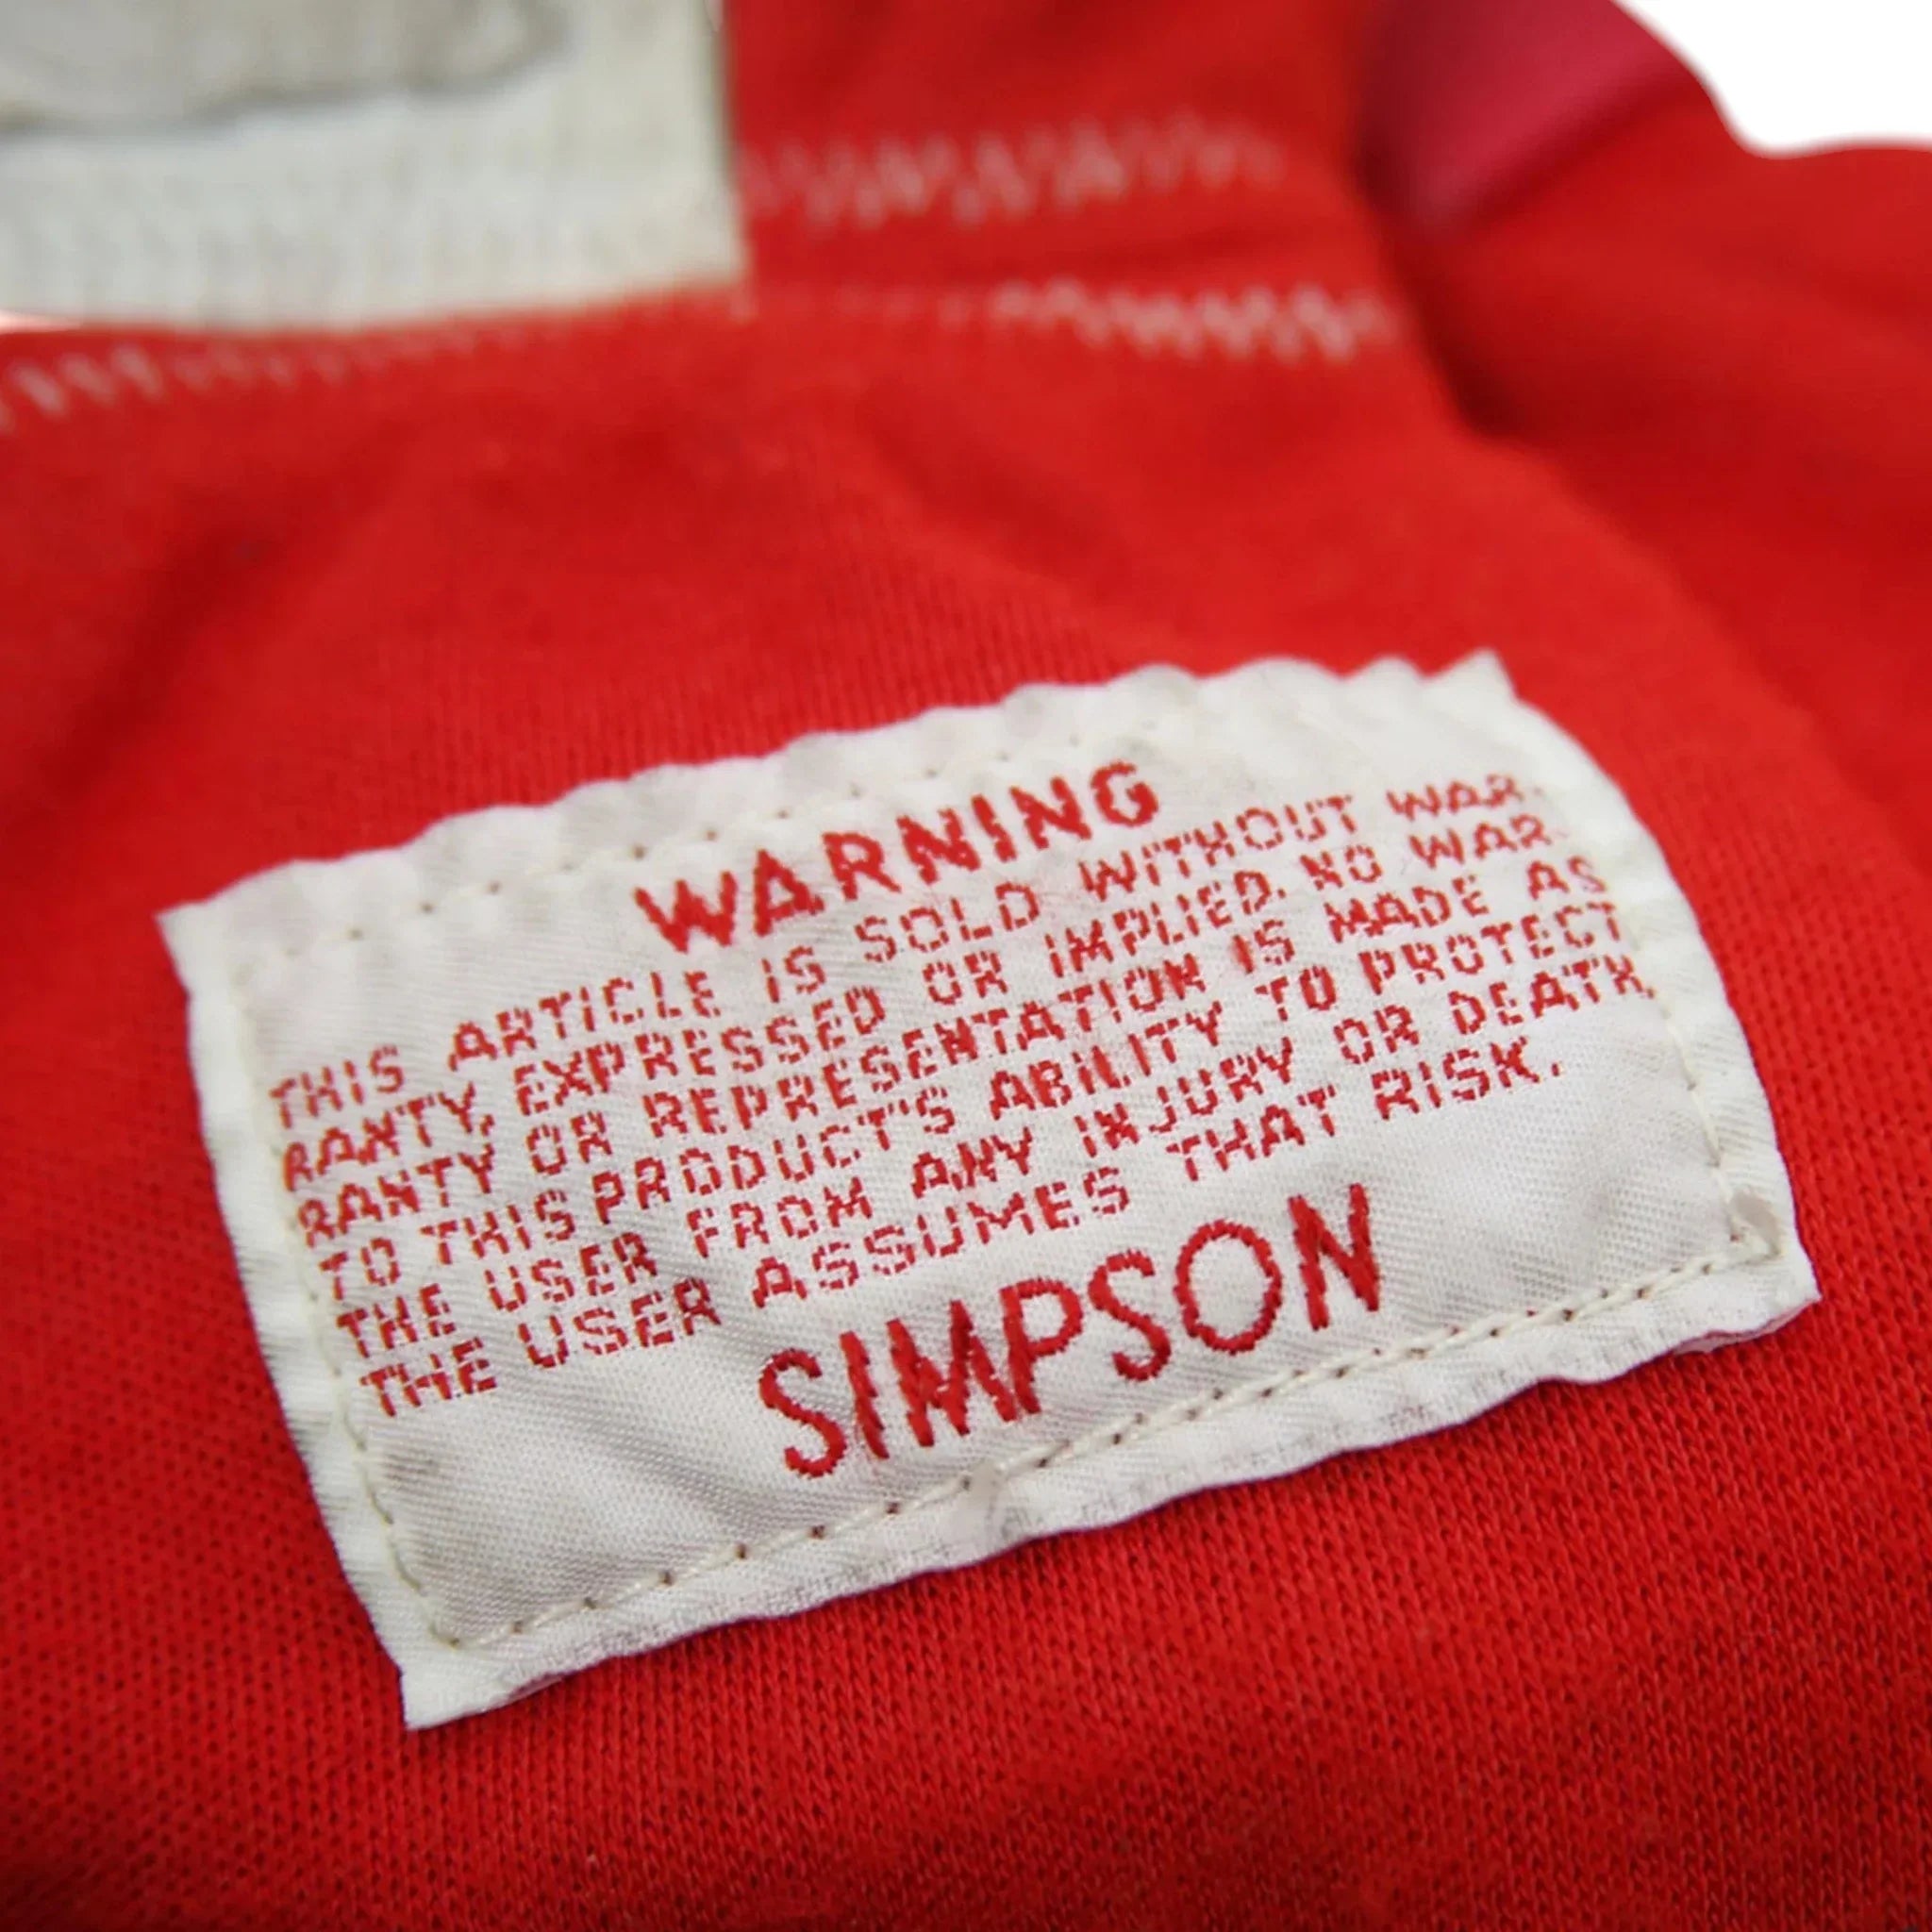 WARNING
THIS ARTICLE IS SOLD WITHOUT WAR-
RANTY, EXPRESSED OR IMPLIED. NO WAR-
RANTY OR REPRESENTATION IS MADE AS
TO THIS PRODUCT'S ABILITY TO PROTECT
THE USER FROM ANY INJURY OR DEATH.
THE USER ASSUMES THAT RISK.
SIMPSON